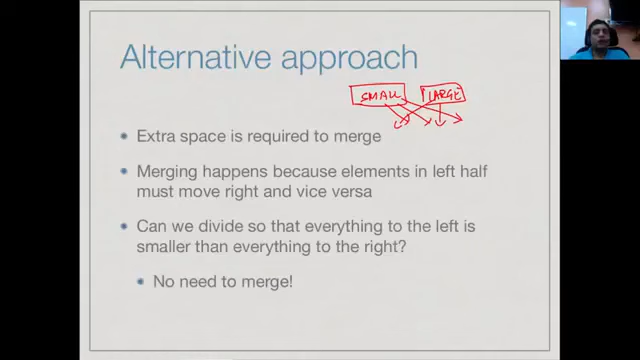 Alternative approach
SMALL LARGE
Extra space is required to merge
Merging happens because elements in left half
must move right and vice versa
Can we divide so that everything to the left is
smaller than everything to the right?
No need to merge!